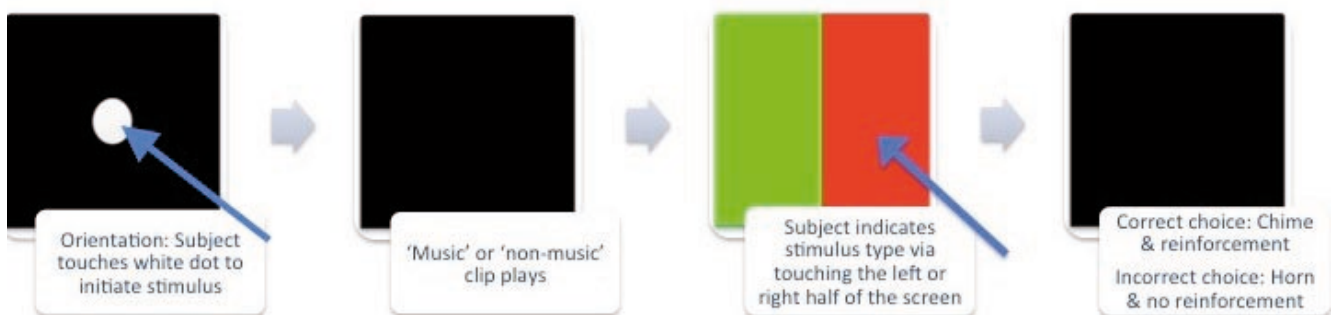 Orientation: Subject
touches white dot to
initiate stimulus
‘Music’ or ‘non-music’
clip plays
Subject indicates
stimulus type via
touching the left or
right half of the screen
Correct choice: Chime
& reinforcement
Incorrect choice: Horn
& no reinforcement